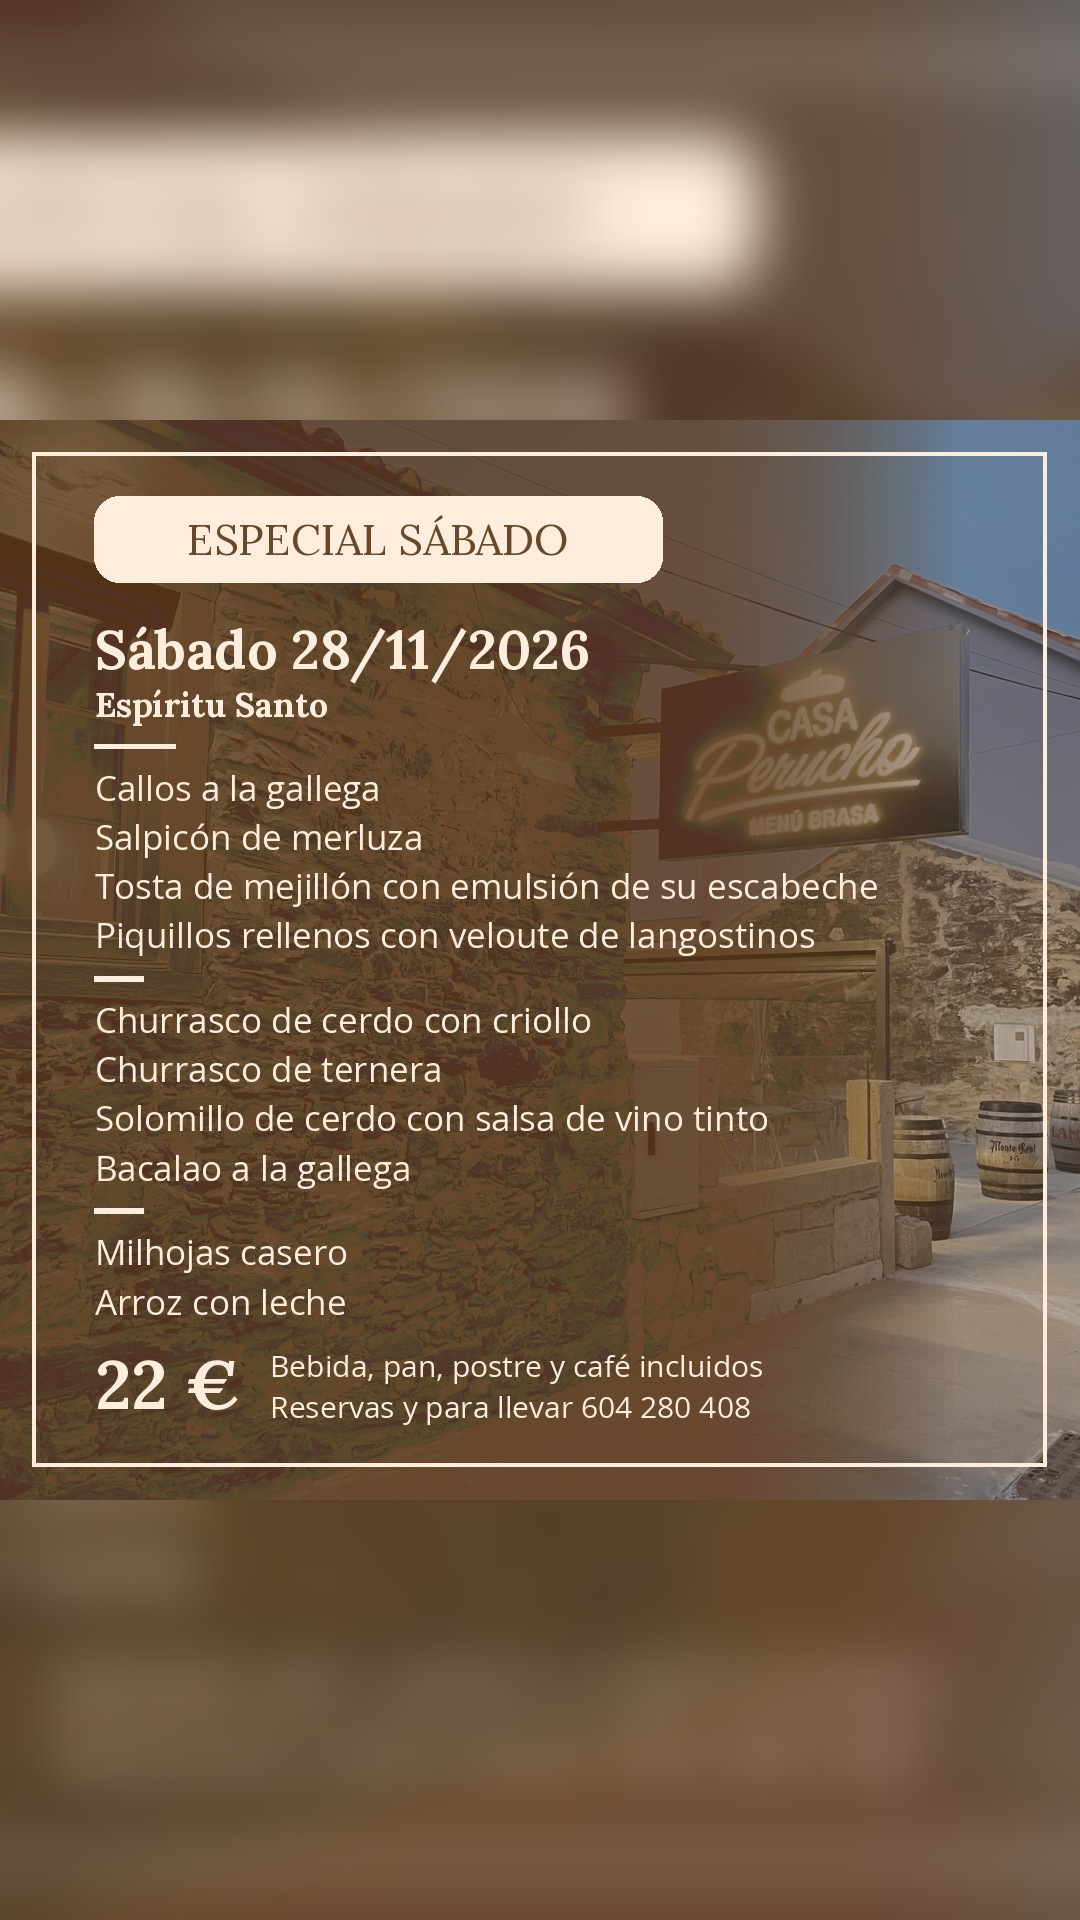 ESPECIAL SÁBADO
Sábado 28/11/2026
Espíritu Santo
Callos a la gallega
Salpicón de merluza
Tosta de mejillón con emulsión de su escabeche
Piquillos rellenos con veloute de langostinos
Churrasco de cerdo con criollo
Churrasco de ternera
Solomillo de cerdo con salsa de vino tinto
Bacalao a la gallega
Milhojas casero
Arroz con leche
22 €
Bebida, pan, postre y café incluidos
Reservas y para llevar 604 280 408
CASA
Perucho
MENÚ BRASA
Monte Real